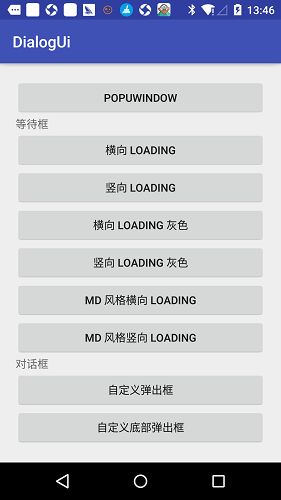 13:46
DialogUi
POPUWINDOW
等待框
横向 LOADING
竖向 LOADING
横向 LOADING 灰色
竖向 LOADING 灰色
MD 风格横向 LOADING
MD 风格竖向 LOADING
对话框
自定义弹出框
自定义底部弹出框